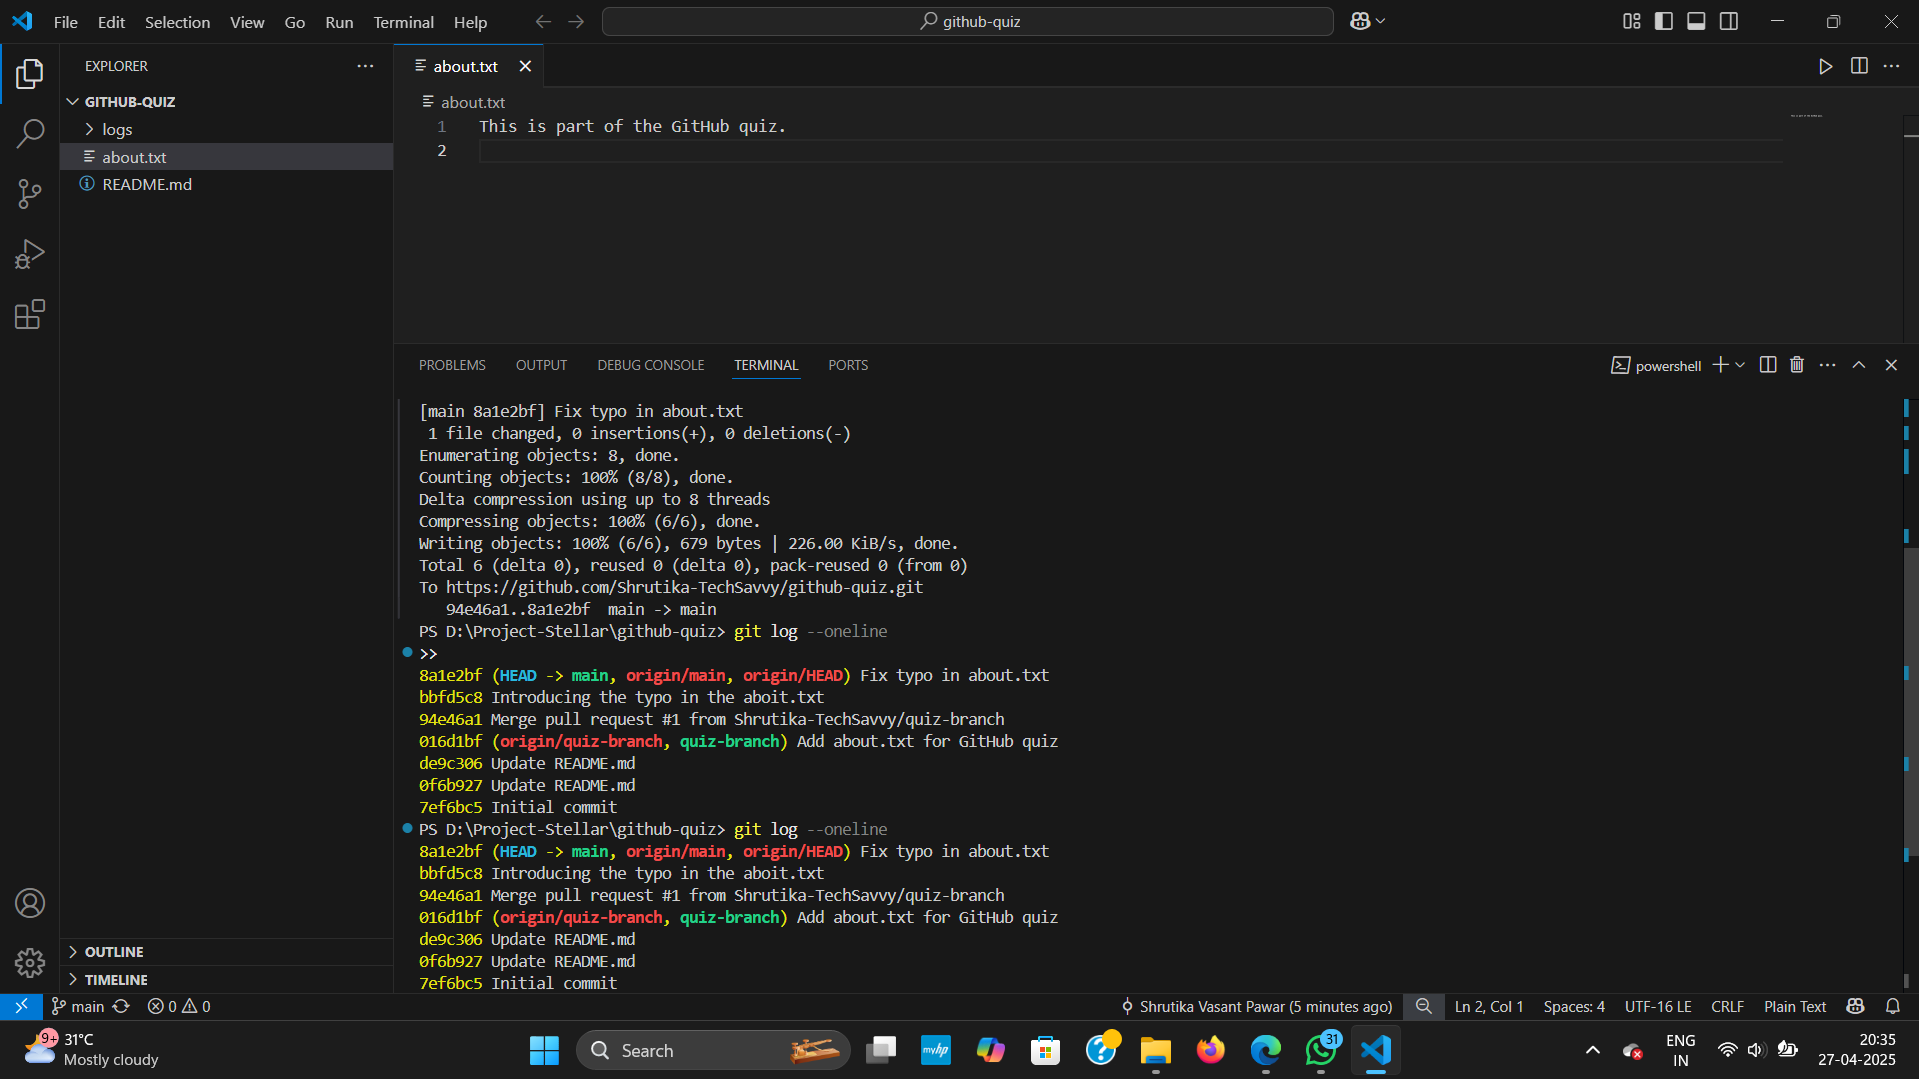 File Edit Selection View Go Run Terminal Help
github-quiz
EXPLORER
GITHUB-QUIZ
logs
about.txt
README.md
OUTLINE
TIMELINE
about.txt
about.txt
1 This is part of the GitHub quiz.
2
PROBLEMS OUTPUT DEBUG CONSOLE TERMINAL PORTS
powershell
[main 8a1e2bf] Fix typo in about.txt
1 file changed, 0 insertions(+), 0 deletions(-)
Enumerating objects: 8, done.
Counting objects: 100% (8/8), done.
Delta compression using up to 8 threads
Compressing objects: 100% (6/6), done.
Writing objects: 100% (6/6), 679 bytes | 226.00 KiB/s, done.
Total 6 (delta 0), reused 0 (delta 0), pack-reused 0 (from 0)
To https://github.com/Shrutika-TechSavvy/github-quiz.git
94e46a1..8a1e2bf main -> main
PS D:\Project-Stellar\github-quiz> git log --oneline
>>
8a1e2bf (HEAD -> main, origin/main, origin/HEAD) Fix typo in about.txt
bbfd5c8 Introducing the typo in the aboit.txt
94e46a1 Merge pull request #1 from Shrutika-TechSavvy/quiz-branch
016d1bf (origin/quiz-branch, quiz-branch) Add about.txt for GitHub quiz
de9c306 Update README.md
0f6b927 Update README.md
7ef6bc5 Initial commit
PS D:\Project-Stellar\github-quiz> git log --oneline
8a1e2bf (HEAD -> main, origin/main, origin/HEAD) Fix typo in about.txt
bbfd5c8 Introducing the typo in the aboit.txt
94e46a1 Merge pull request #1 from Shrutika-TechSavvy/quiz-branch
016d1bf (origin/quiz-branch, quiz-branch) Add about.txt for GitHub quiz
de9c306 Update README.md
0f6b927 Update README.md
7ef6bc5 Initial commit
main 0 0 Shrutika Vasant Pawar (5 minutes ago) Ln 2, Col 1 Spaces: 4 UTF-16 LE CRLF Plain Text
9+ 31°C
Mostly cloudy
Search
myhp
31
ENG
IN
20:35
27-04-2025